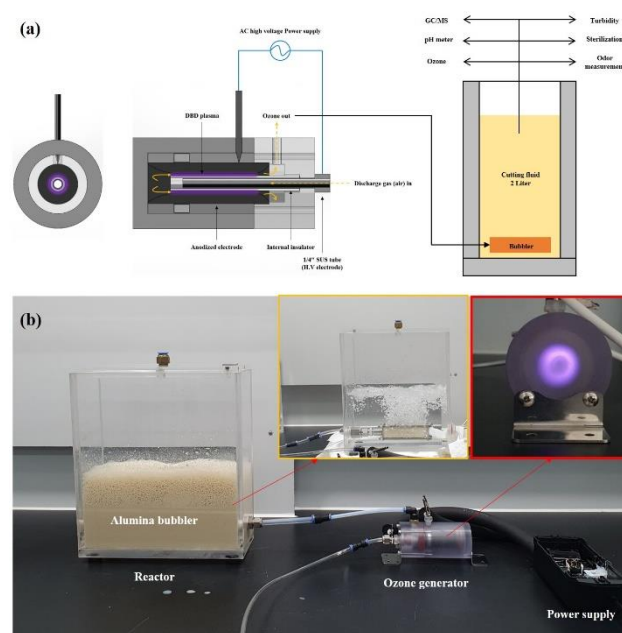 (a)
AC high voltage Power supply
GC/MS
Turbidity
pH meter
Sterilization
Ozone
Odor
measurement
DBD plasma
Ozone out
Discharge gas (air) in
Cutting fluid
2 Liter
Bubbler
Anodized electrode
Internal insulator
1/4" SUS tube
(H.V electrode)
(b)
Alumina bubbler
Reactor
Ozone generator
Power supply